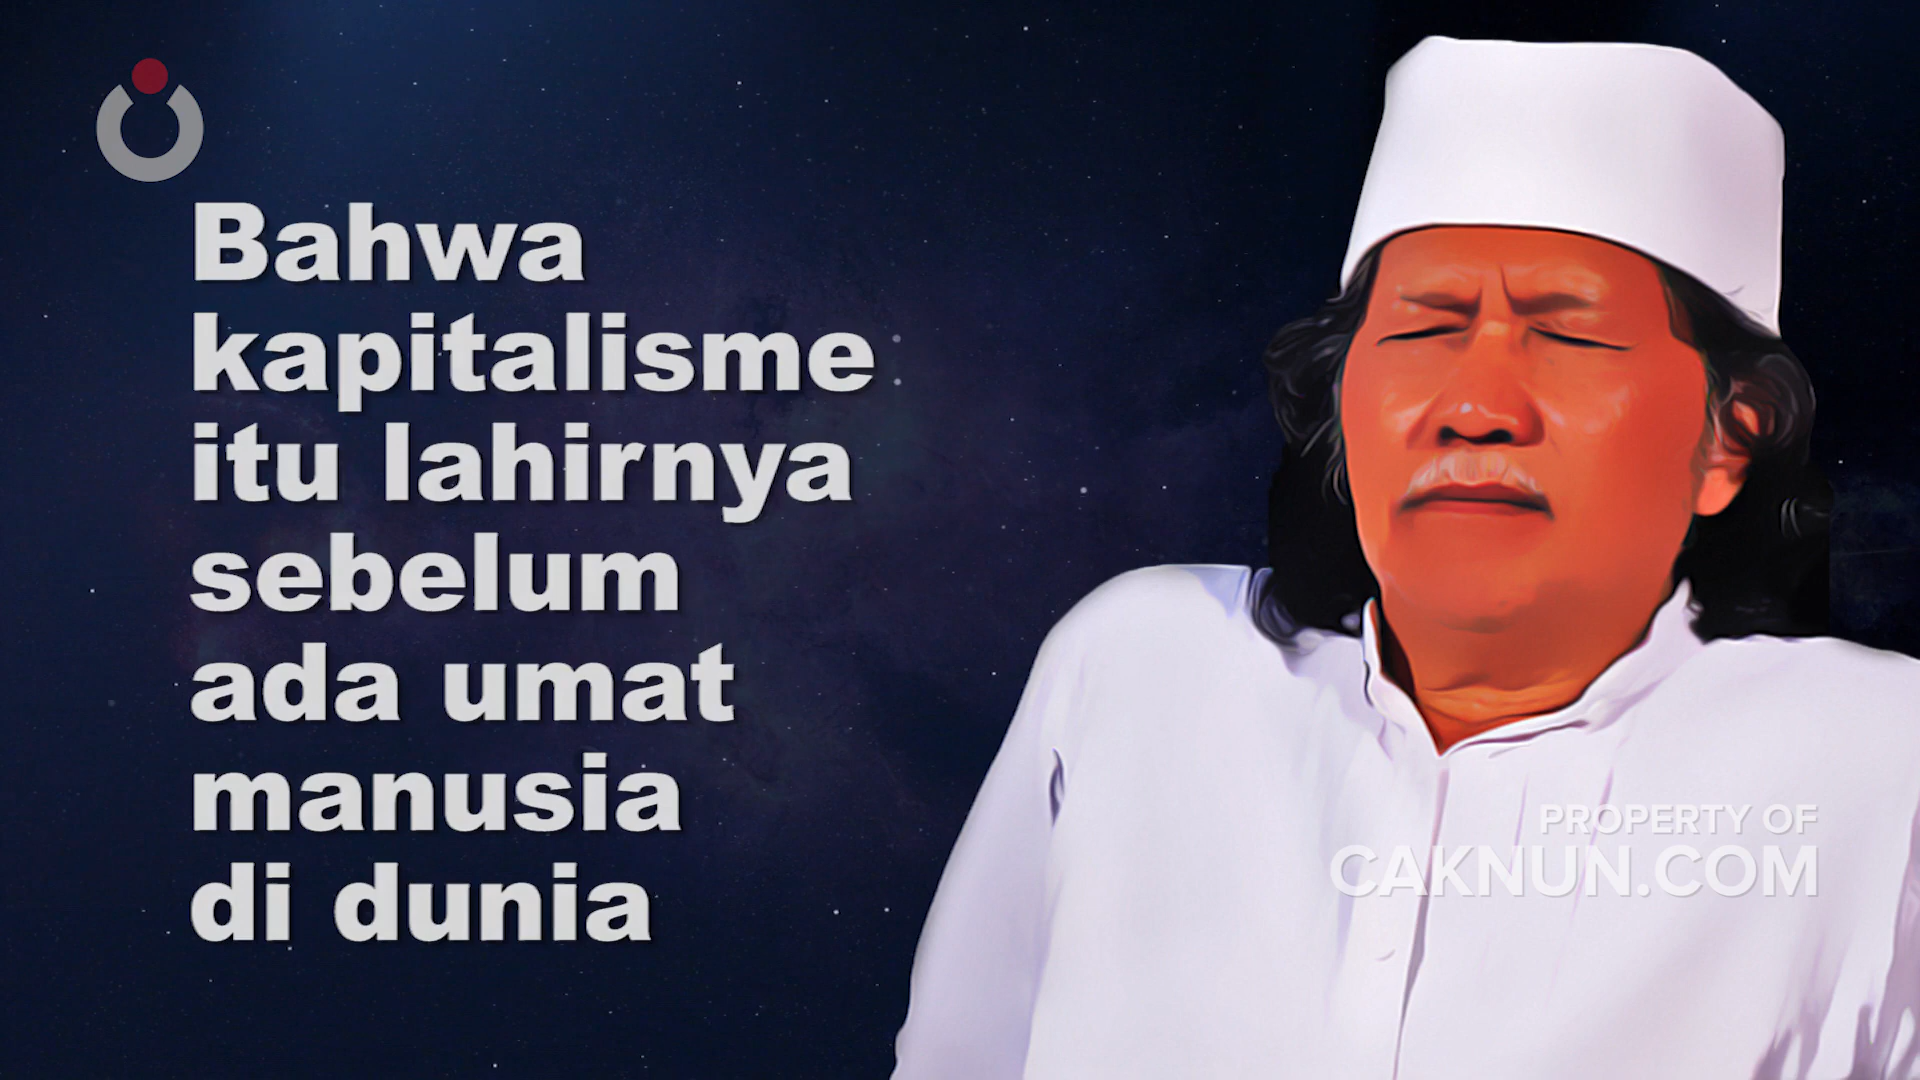 Bahwa
kapitalisme
itu lahirnya
sebelum
ada umat
manusia
di dunia
PROPERTY OF
CAKNUN.COM